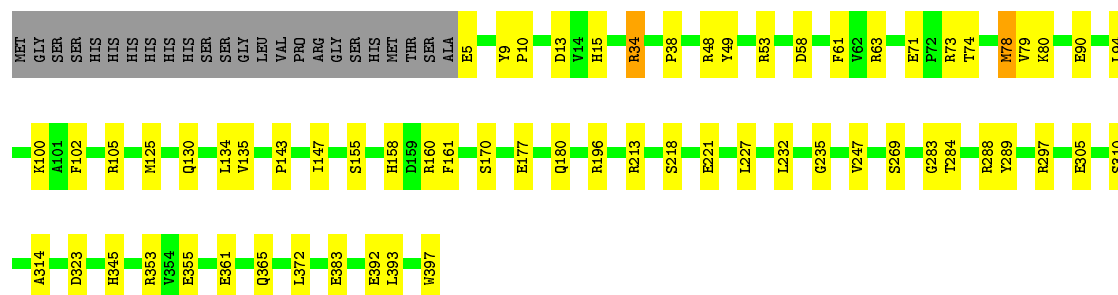 MET GLY SER SER HIS HIS HIS HIS HIS HIS SER SER GLY LEU VAL PRO ARG GLY SER HIS MET THR SER ALA E5 Y9 P10 D13 V14 H15 R34 P38 R48 Y49 R53 D58 F61 V62 R63 E71 P72 R73 T74 M78 V79 K80 E90 L94
K100 A101 F102 R105 M125 Q130 L134 V135 P143 I147 S155 H158 D159 R160 F161 S170 E177 Q180 R196 R213 S218 E221 L227 L232 G235 V247 S269 G283 T284 R288 Y289 R297 E305 S310
A314 D323 H345 R353 V354 E355 E361 Q365 L372 E383 E392 L393 W397